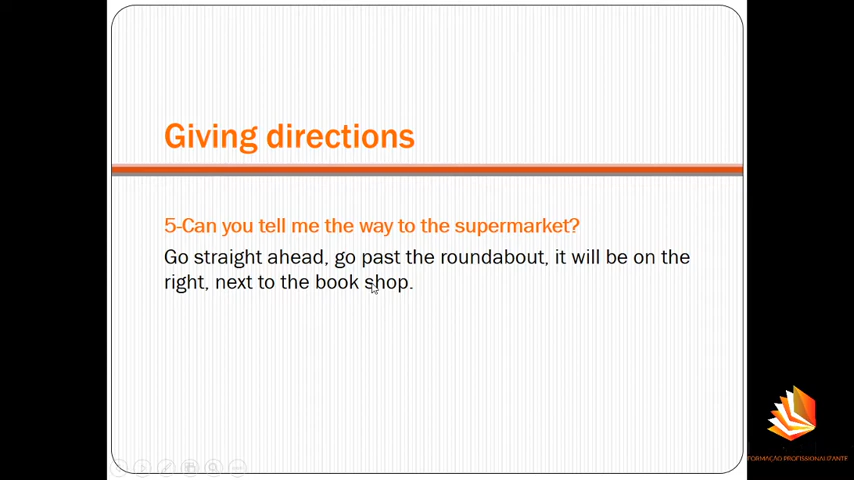 Giving directions
5-Can you tell me the way to the supermarket?
Go straight ahead, go past the roundabout, it will be on the
right, next to the book shop.
FORMAÇÃO PROFISSIONALIZANTE